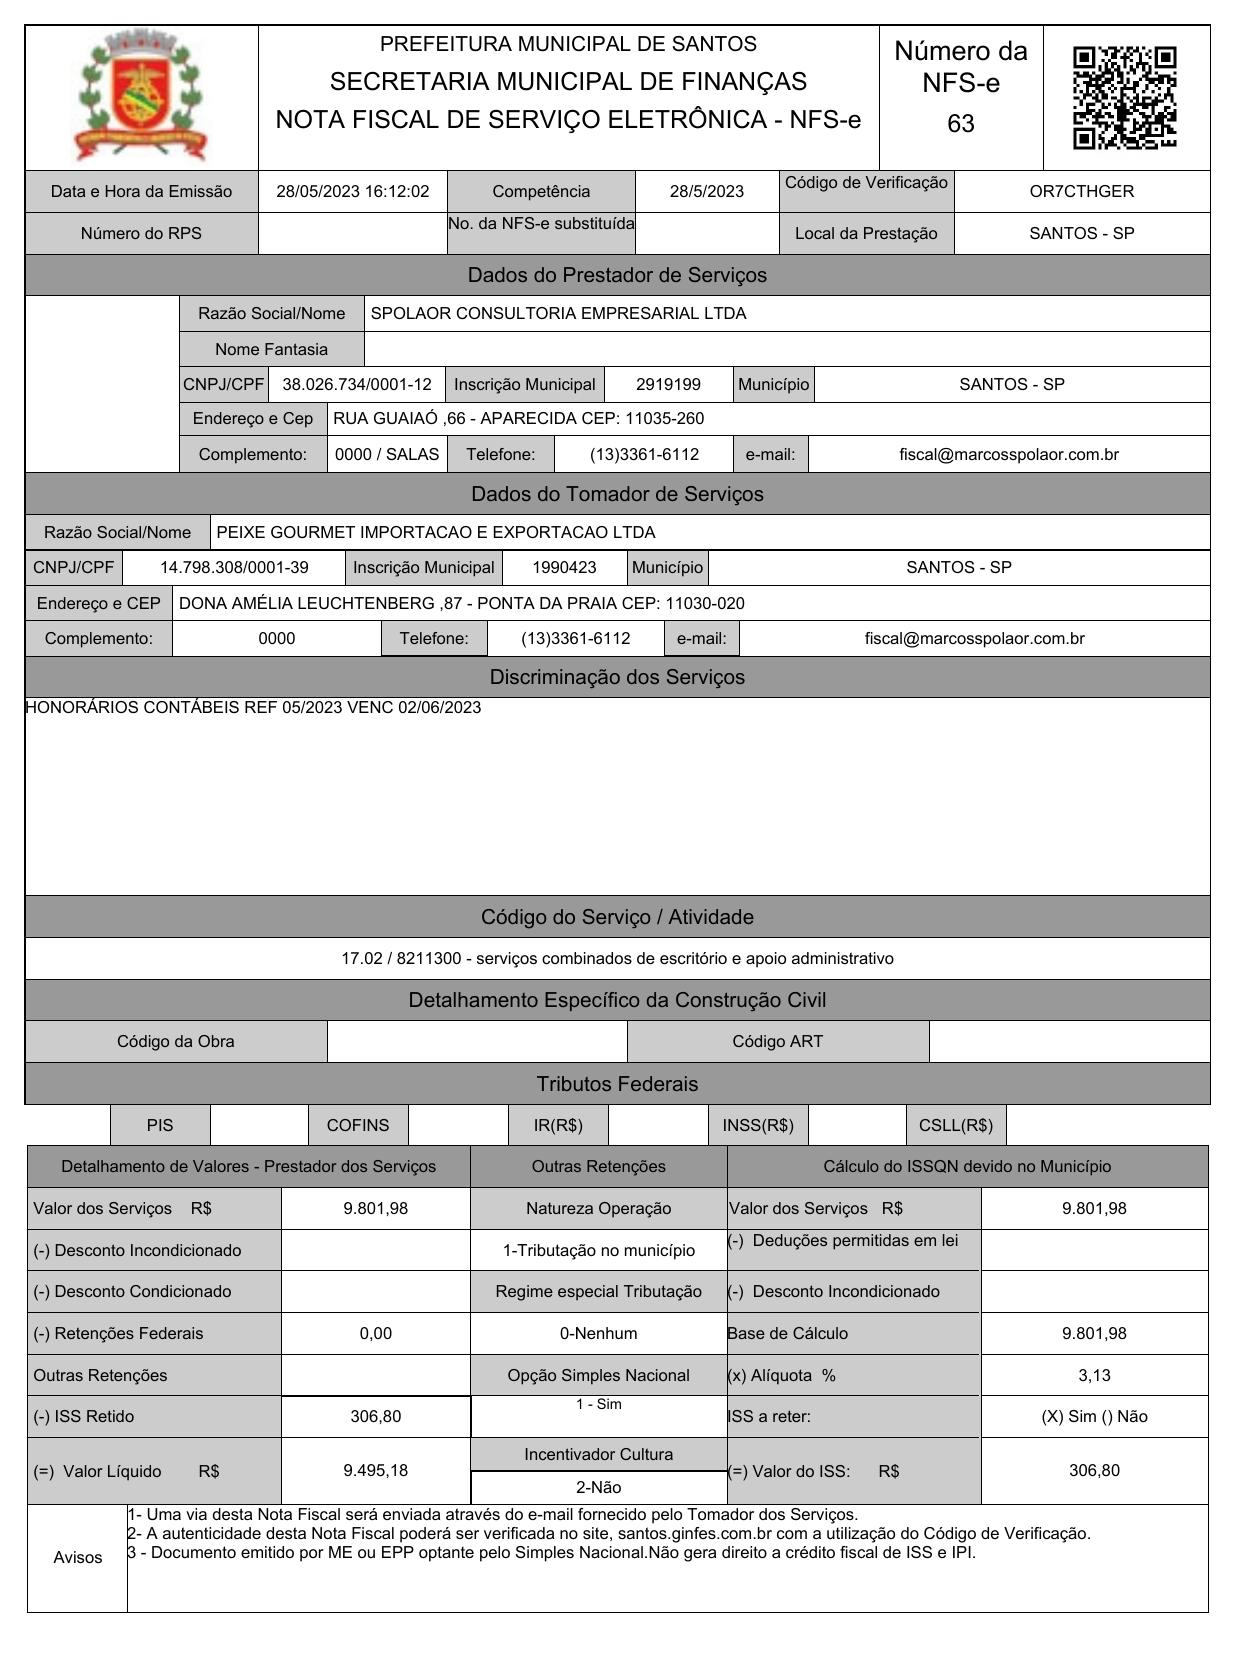 PREFEITURA MUNICIPAL DE SANTOS
SECRETARIA MUNICIPAL DE FINANÇAS
NOTA FISCAL DE SERVIÇO ELETRÔNICA - NFS-e
Número da
NFS-e
63
Data e Hora da Emissão 28/05/2023 16:12:02 Competência 28/5/2023 Código de Verificação OR7CTHGER
Número do RPS No. da NFS-e substituída Local da Prestação SANTOS - SP
Dados do Prestador de Serviços
Razão Social/Nome SPOLAOR CONSULTORIA EMPRESARIAL LTDA
Nome Fantasia
CNPJ/CPF 38.026.734/0001-12 Inscrição Municipal 2919199 Município SANTOS - SP
Endereço e Cep RUA GUAIAÓ ,66 - APARECIDA CEP: 11035-260
Complemento: 0000 / SALAS Telefone: (13)3361-6112 e-mail: fiscal@marcosspolaor.com.br
Dados do Tomador de Serviços
Razão Social/Nome PEIXE GOURMET IMPORTACAO E EXPORTACAO LTDA
CNPJ/CPF 14.798.308/0001-39 Inscrição Municipal 1990423 Município SANTOS - SP
Endereço e CEP DONA AMÉLIA LEUCHTENBERG ,87 - PONTA DA PRAIA CEP: 11030-020
Complemento: 0000 Telefone: (13)3361-6112 e-mail: fiscal@marcosspolaor.com.br
Discriminação dos Serviços
HONORÁRIOS CONTÁBEIS REF 05/2023 VENC 02/06/2023
Código do Serviço / Atividade
17.02 / 8211300 - serviços combinados de escritório e apoio administrativo
Detalhamento Específico da Construção Civil
Código da Obra Código ART
Tributos Federais
PIS COFINS IR(R$) INSS(R$) CSLL(R$)
Detalhamento de Valores - Prestador dos Serviços Outras Retenções Cálculo do ISSQN devido no Município
Valor dos Serviços R$ 9.801,98 Natureza Operação Valor dos Serviços R$ 9.801,98
(-) Desconto Incondicionado 1-Tributação no município (-) Deduções permitidas em lei
(-) Desconto Condicionado Regime especial Tributação (-) Desconto Incondicionado
(-) Retenções Federais 0,00 0-Nenhum Base de Cálculo 9.801,98
Outras Retenções Opção Simples Nacional (x) Alíquota % 3,13
(-) ISS Retido 306,80 1 - Sim ISS a reter: (X) Sim () Não
(=) Valor Líquido R$ 9.495,18 Incentivador Cultura (=) Valor do ISS: R$ 306,80
2-Não
Avisos
1- Uma via desta Nota Fiscal será enviada através do e-mail fornecido pelo Tomador dos Serviços.
2- A autenticidade desta Nota Fiscal poderá ser verificada no site, santos.ginfes.com.br com a utilização do Código de Verificação.
3 - Documento emitido por ME ou EPP optante pelo Simples Nacional.Não gera direito a crédito fiscal de ISS e IPI.